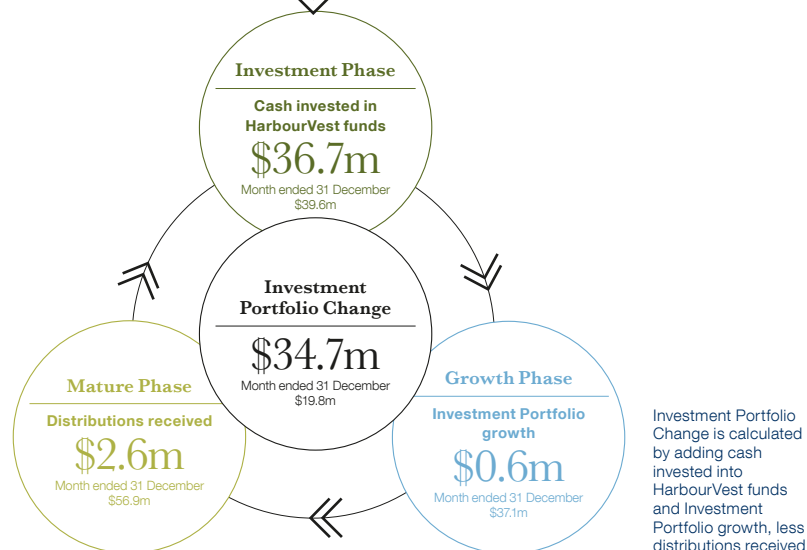 Investment Phase
Cash invested in
HarbourVest funds
$36.7m
Month ended 31 December
$39.6m
Investment
Portfolio Change
$34.7m
Month ended 31 December
$19.8m
Mature Phase
Distributions received
$2.6m
Month ended 31 December
$56.9m
Growth Phase
Investment Portfolio
growth
$0.6m
Month ended 31 December
$37.1m
Investment Portfolio
Change is calculated
by adding cash
invested into
HarbourVest funds
and Investment
Portfolio growth, less
distributions received